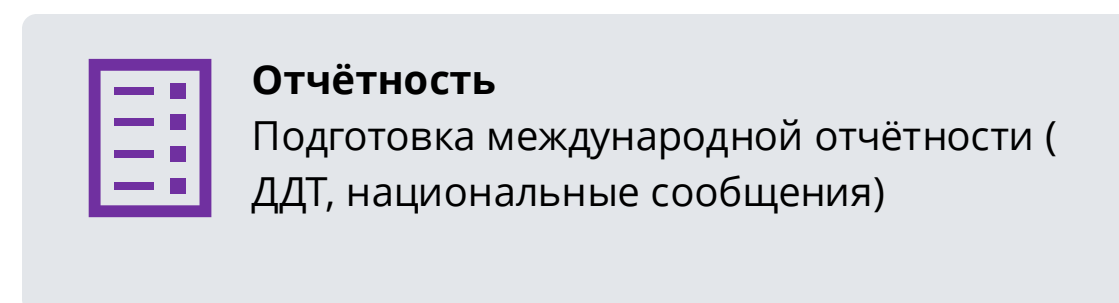 Отчётность
Подготовка международной отчётности (
ДДТ, национальные сообщения)